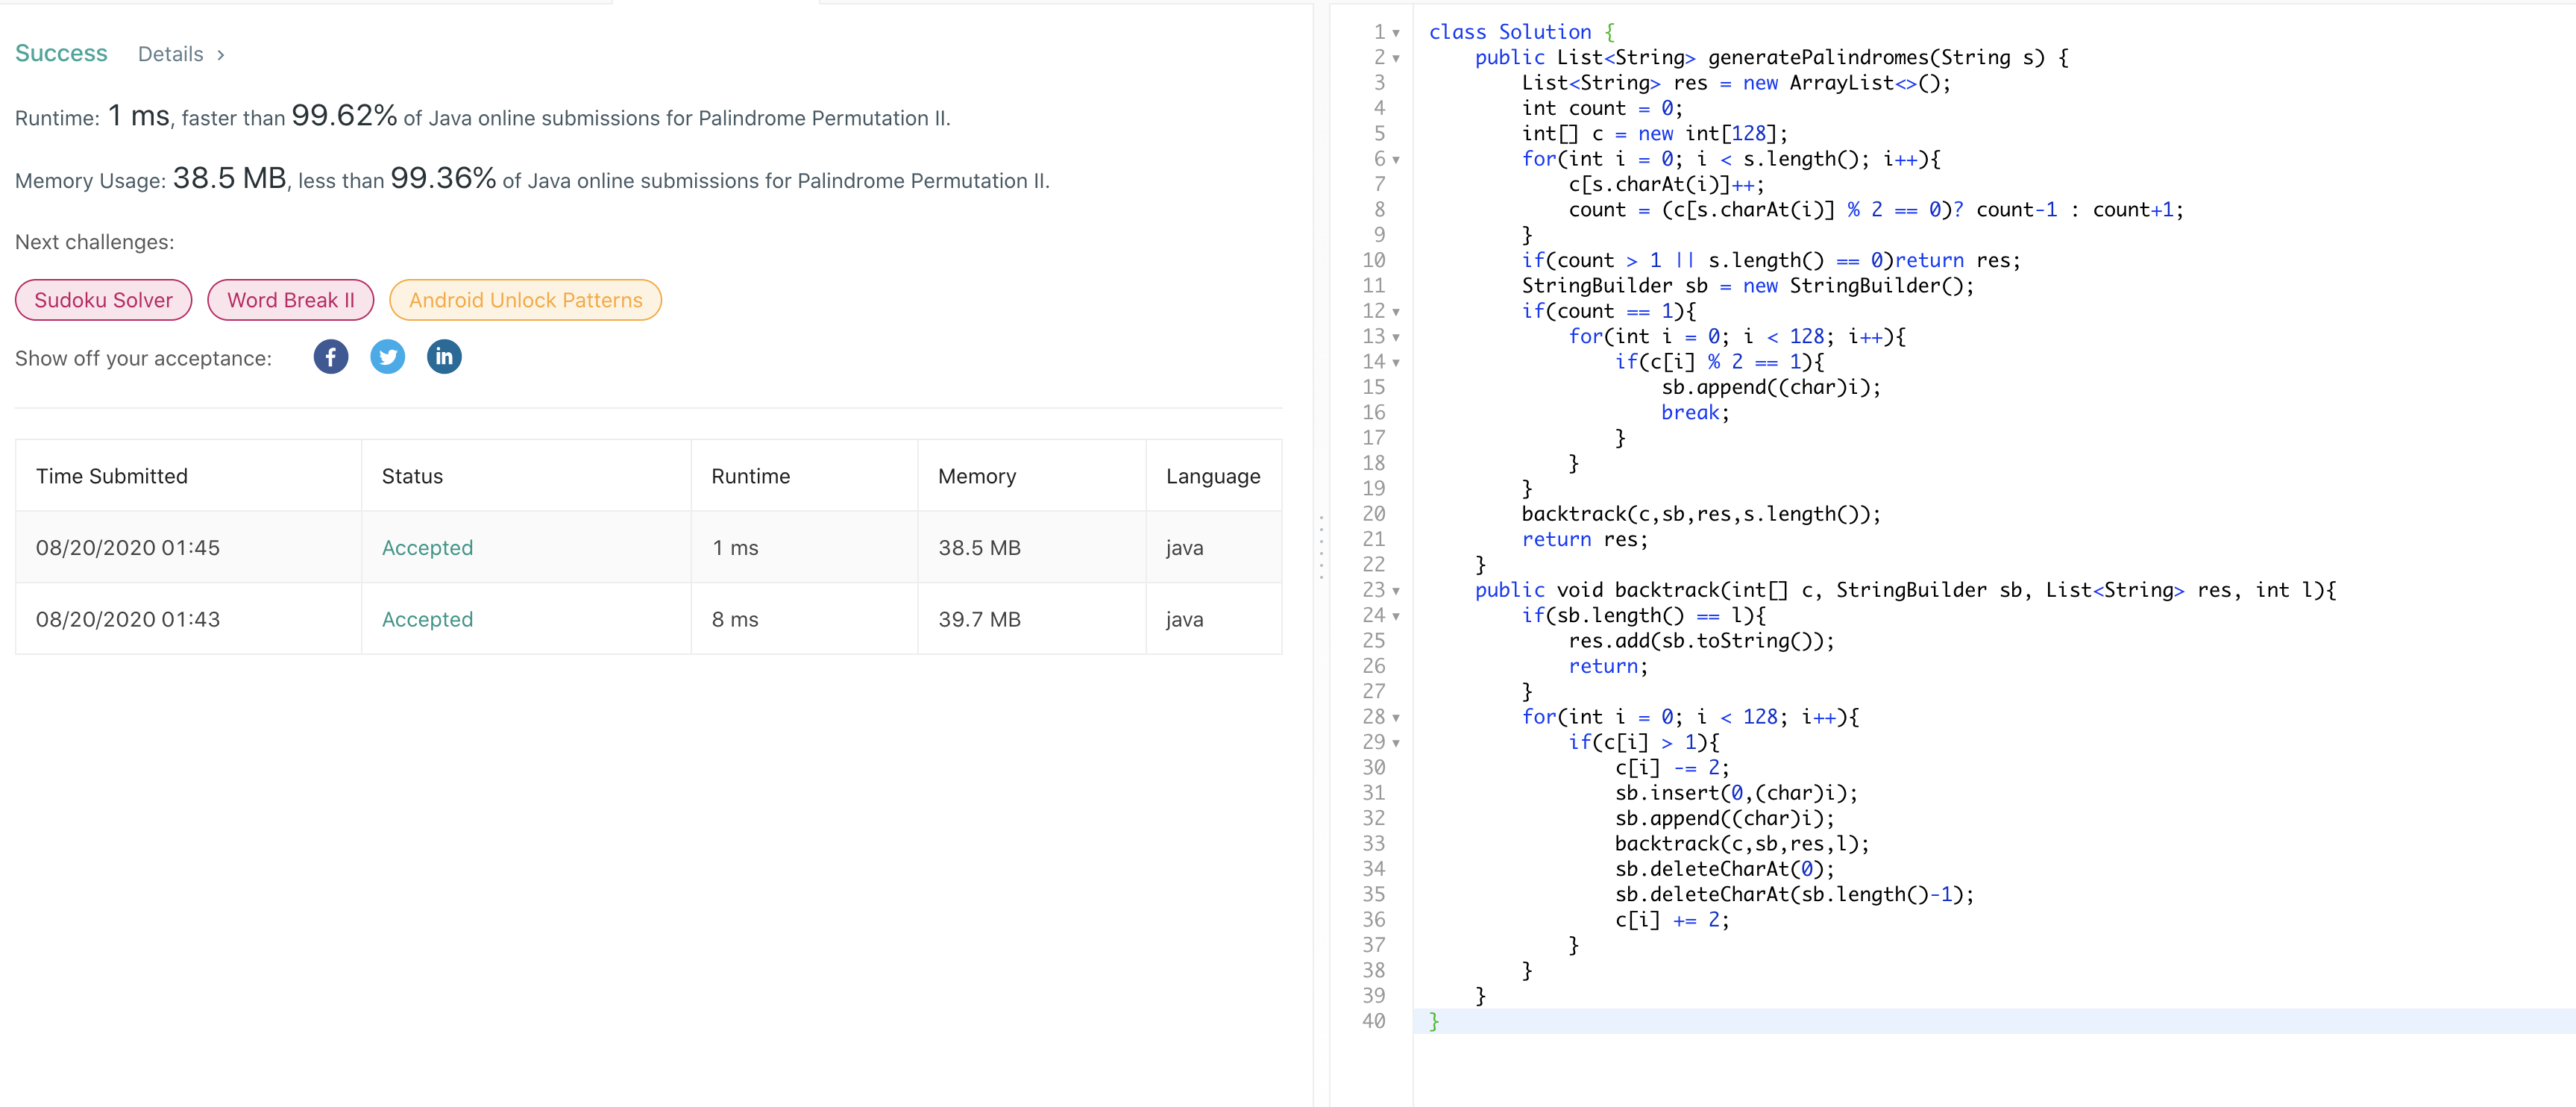 Success Details >
Runtime: 1 ms, faster than 99.62% of Java online submissions for Palindrome Permutation II.
Memory Usage: 38.5 MB, less than 99.36% of Java online submissions for Palindrome Permutation II.
Next challenges:
Sudoku Solver Word Break II Android Unlock Patterns
Show off your acceptance:
Time Submitted Status Runtime Memory Language
08/20/2020 01:45 Accepted 1 ms 38.5 MB java
08/20/2020 01:43 Accepted 8 ms 39.7 MB java
1 class Solution {
2     public List<String> generatePalindromes(String s) {
3         List<String> res = new ArrayList<>();
4         int count = 0;
5         int[] c = new int[128];
6         for(int i = 0; i < s.length(); i++){
7             c[s.charAt(i)]++;
8             count = (c[s.charAt(i)] % 2 == 0)? count-1 : count+1;
9         }
10         if(count > 1 || s.length() == 0)return res;
11         StringBuilder sb = new StringBuilder();
12         if(count == 1){
13             for(int i = 0; i < 128; i++){
14                 if(c[i] % 2 == 1){
15                     sb.append((char)i);
16                     break;
17                 }
18             }
19         }
20         backtrack(c,sb,res,s.length());
21         return res;
22     }
23     public void backtrack(int[] c, StringBuilder sb, List<String> res, int l){
24         if(sb.length() == l){
25             res.add(sb.toString());
26             return;
27         }
28         for(int i = 0; i < 128; i++){
29             if(c[i] > 1){
30                 c[i] -= 2;
31                 sb.insert(0,(char)i);
32                 sb.append((char)i);
33                 backtrack(c,sb,res,l);
34                 sb.deleteCharAt(0);
35                 sb.deleteCharAt(sb.length()-1);
36                 c[i] += 2;
37             }
38         }
39     }
40 }